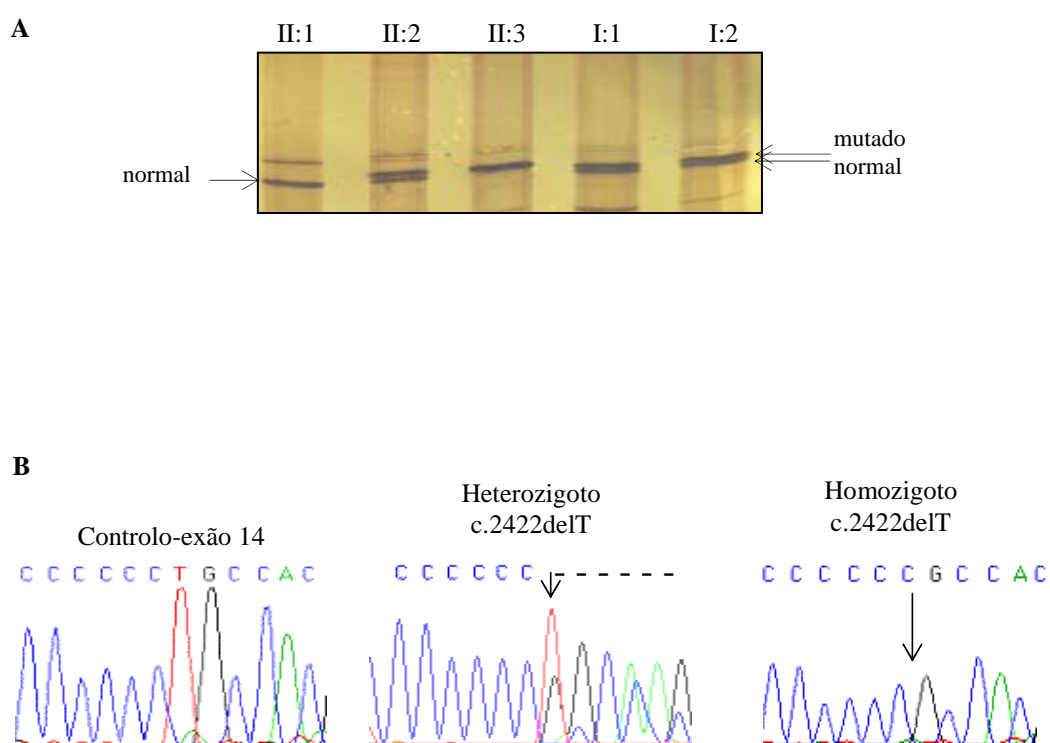 A
II:1 II:2 II:3 I:1 I:2
normal
mutado
normal
B
Controlo-exão 14
Heterozigoto
c.2422delT
Homozigoto
c.2422delT
C C C C C C T G C C A C
C C C C C C
C C C C C C C G C C A C